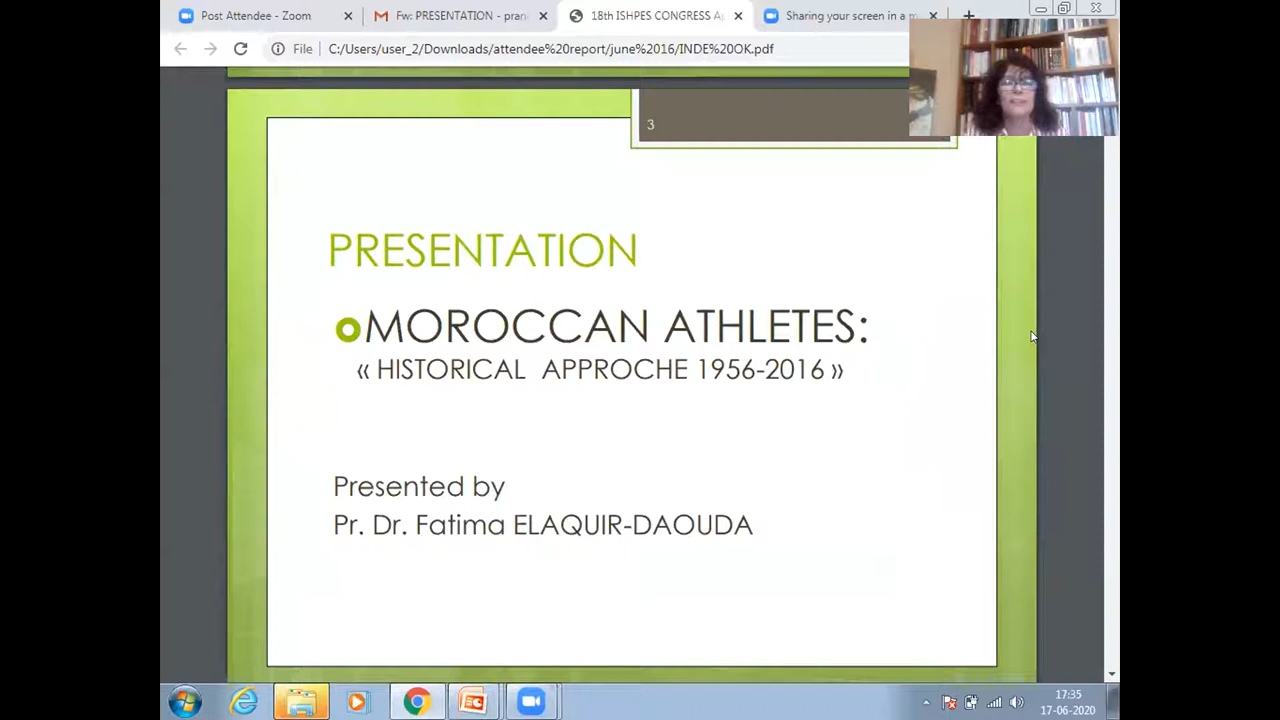 Post Attendee - Zoom
Fw: PRESENTATION - pran
18th ISHPES CONGRESS A
Sharing your screen in a m
File
C:/Users/user_2/Downloads/attendee%20report/june%2016/INDE%20OK.pdf
3
PRESENTATION
MOROCCAN ATHLETES:
« HISTORICAL APPROCHE 1956-2016 »
Presented by
Pr. Dr. Fatima ELAQUIR-DAOUDA
17:35
17-06-2020